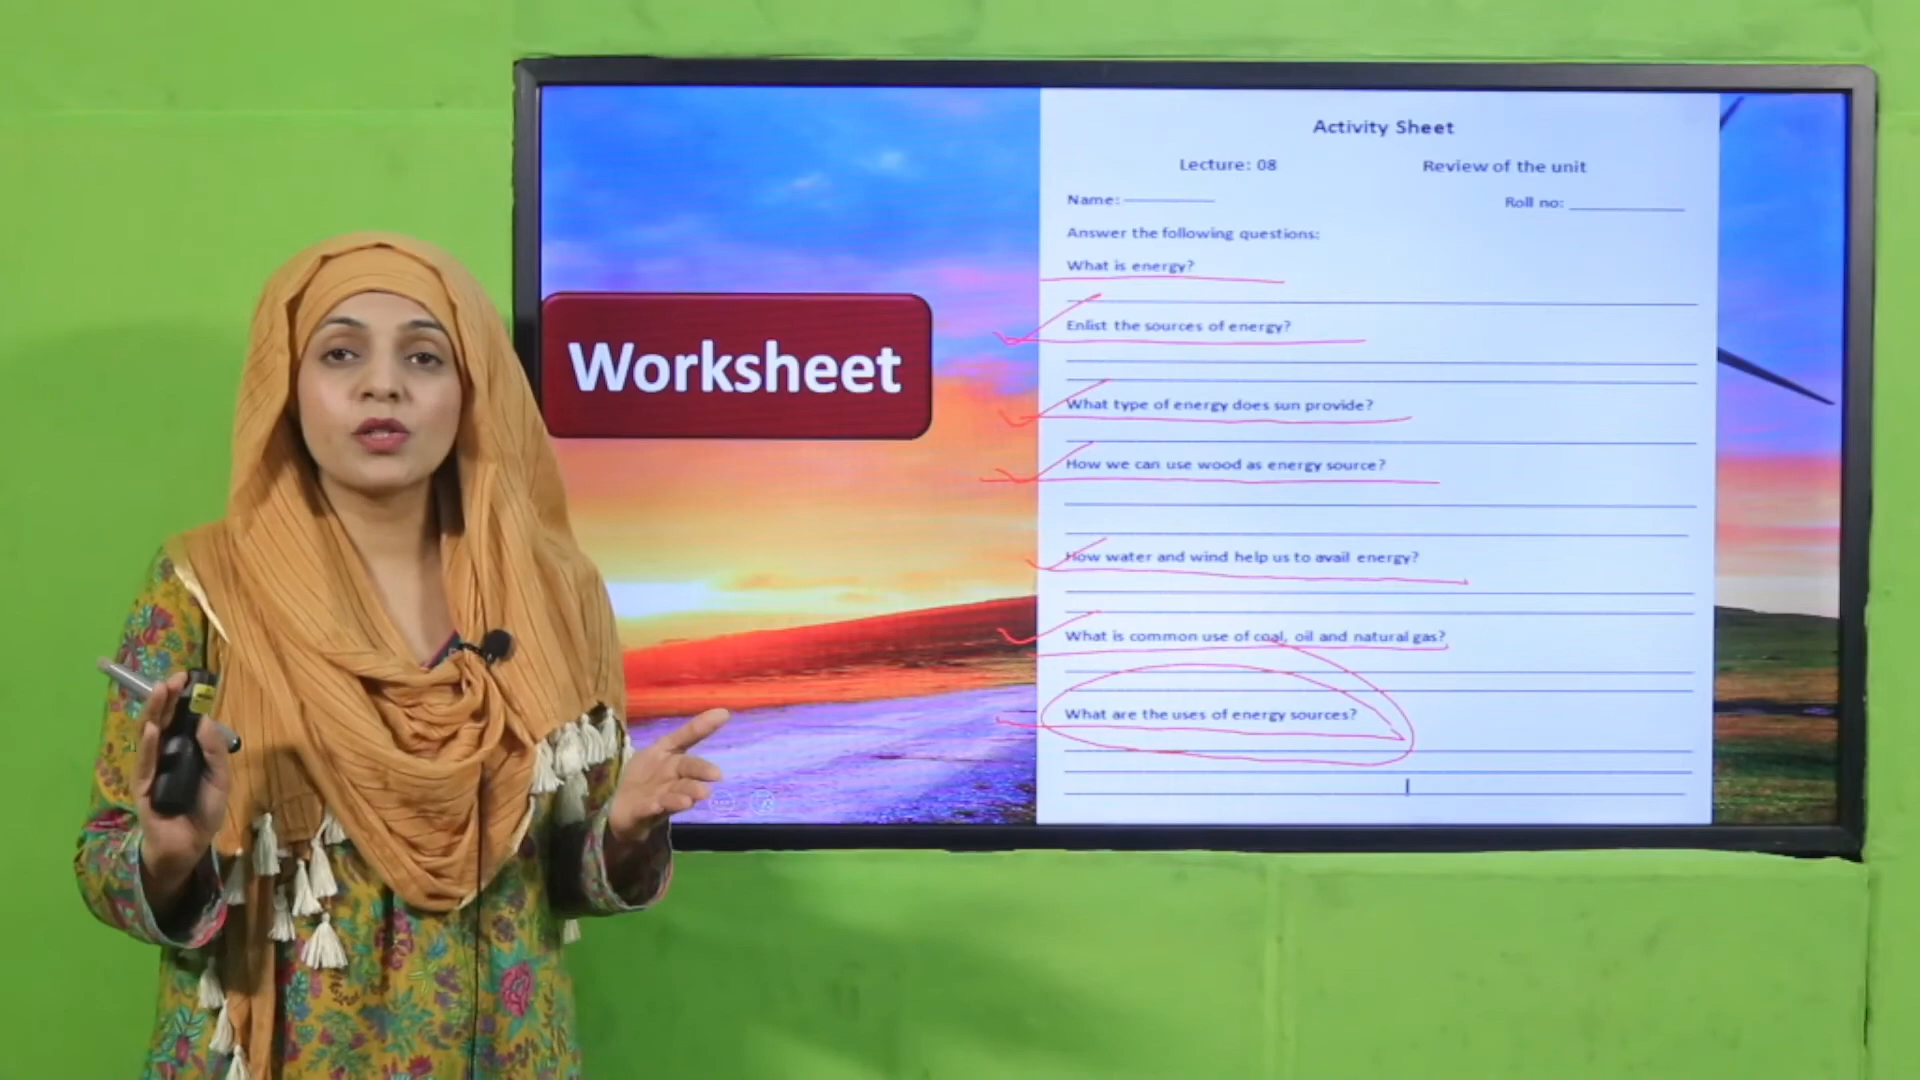 Worksheet
Activity Sheet
Lecture: 08 Review of the unit
Name: Roll no:
Answer the following questions:
What is energy?
Enlist the sources of energy?
What type of energy does sun provide?
How we can use wood as energy source?
How water and wind help us to avail energy?
What is common use of coal, oil and natural gas?
What are the uses of energy sources?